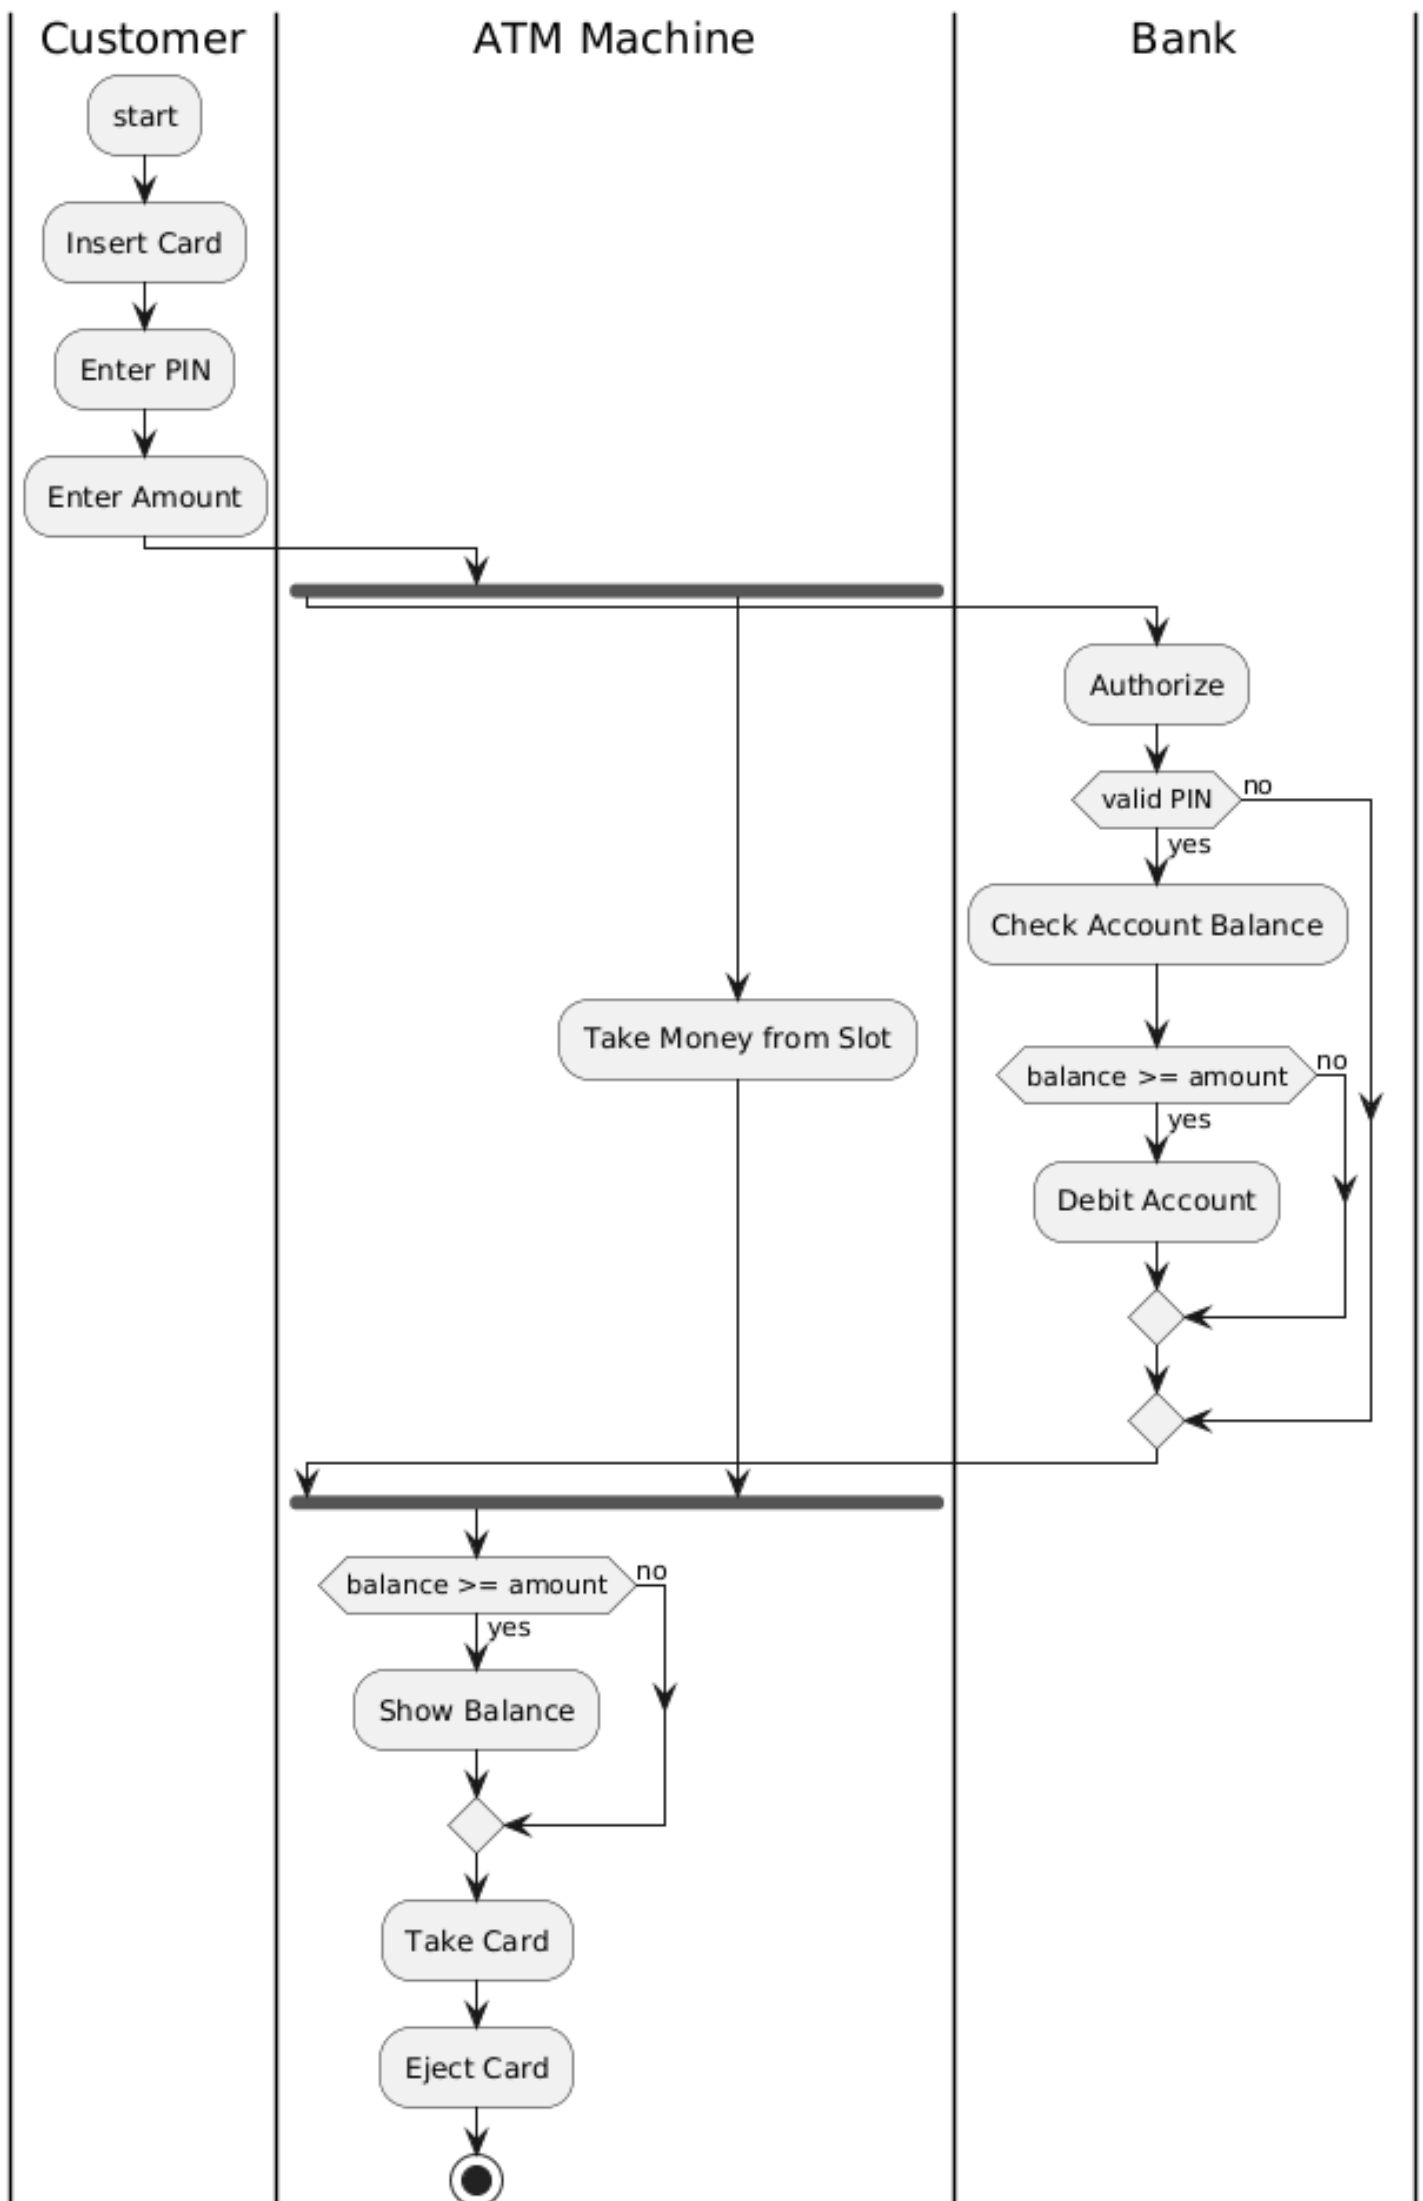 Customer
ATM Machine
Bank
start
Insert Card
Enter PIN
Enter Amount
Authorize
valid PIN
no
yes
Check Account Balance
Take Money from Slot
balance >= amount
no
yes
Debit Account
balance >= amount
no
yes
Show Balance
Take Card
Eject Card